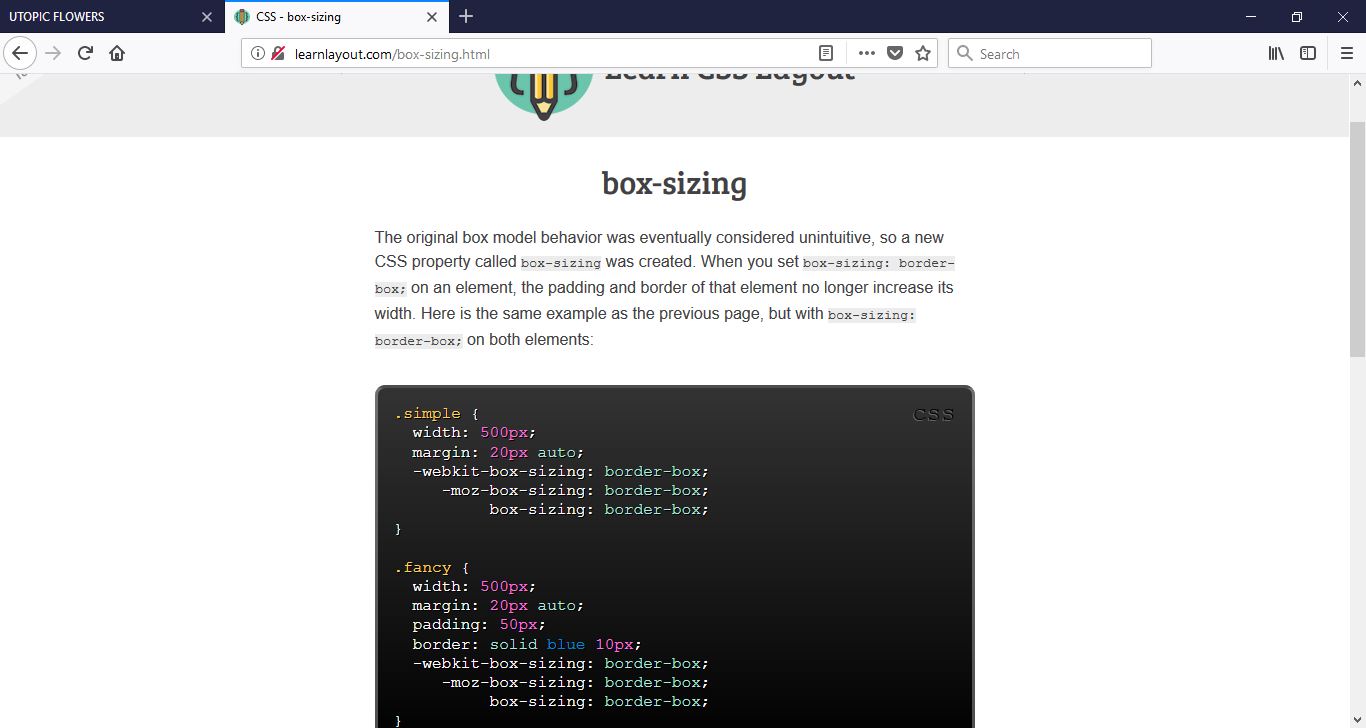 UTOPIC FLOWERS
CSS - box-sizing
learnlayout.com/box-sizing.html
Search
Learn CSS Layout
box-sizing
The original box model behavior was eventually considered unintuitive, so a new
CSS property called box-sizing was created. When you set box-sizing: border-
box; on an element, the padding and border of that element no longer increase its
width. Here is the same example as the previous page, but with box-sizing:
border-box; on both elements:
CSS
.simple {
  width: 500px;
  margin: 20px auto;
  -webkit-box-sizing: border-box;
     -moz-box-sizing: border-box;
          box-sizing: border-box;
}
.fancy {
  width: 500px;
  margin: 20px auto;
  padding: 50px;
  border: solid blue 10px;
  -webkit-box-sizing: border-box;
     -moz-box-sizing: border-box;
          box-sizing: border-box;
}